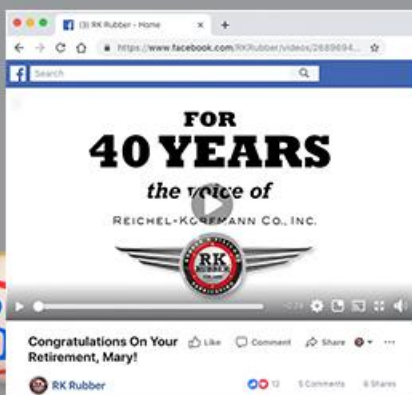 (3) RK Rubber - Home
https://www.facebook.com/RKRubber/videos/2689694...
Search
FOR
40 YEARS
the voice of
REICHEL-KORFMANN CO., INC.
RK
RUBBER
Congratulations On Your
Retirement, Mary!
Like
Comment
Share
RK Rubber
12
5 Comments
6 Shares